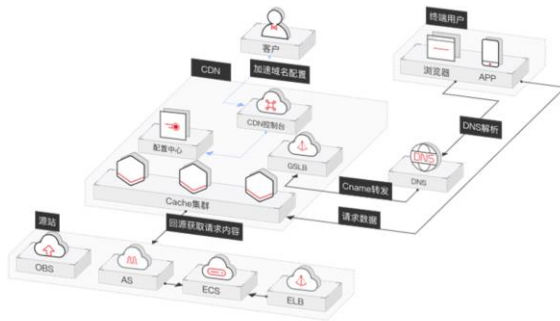 终端用户
客户
浏览器
APP
CDN
加速域名配置
CDN控制台
DNS解析
配置中心
GSLB
DNS
DNS
Cname转发
Cache集群
源站
回源获取请求内容
请求数据
OBS
AS
ECS
ELB